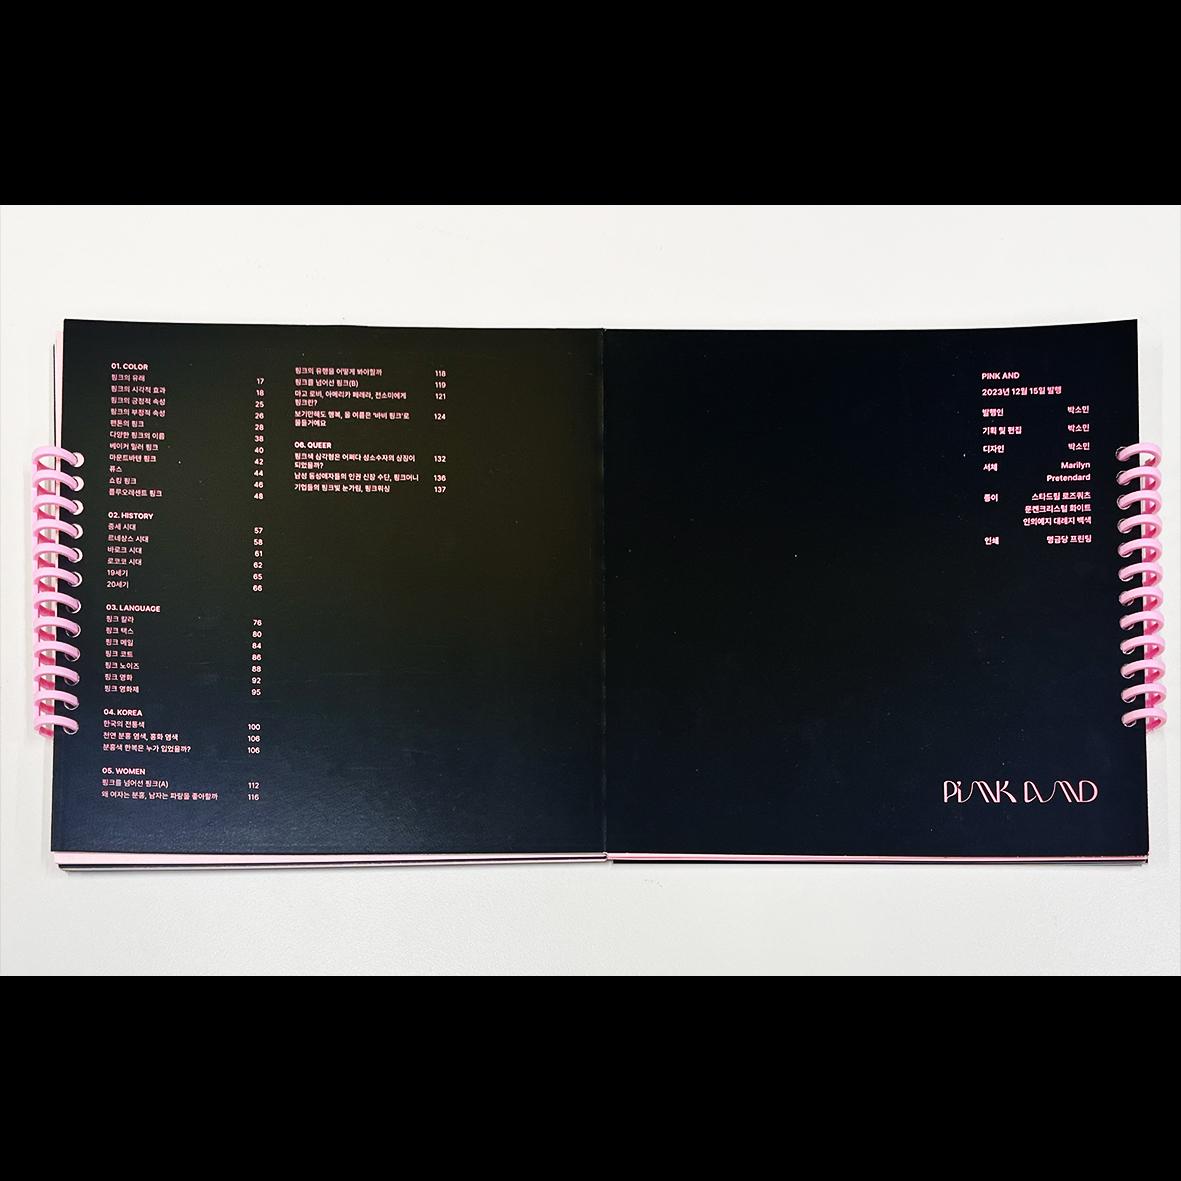 01. COLOR
핑크의 유래 17
핑크의 시각적 효과 18
핑크의 긍정적 속성 25
핑크의 부정적 속성 26
팬톤의 핑크 28
다양한 핑크의 이름 38
베이커 밀러 핑크 40
마운트바텐 핑크 42
퓨스 44
쇼킹 핑크 46
플루오레센트 핑크 48
02. HISTORY
중세 시대 57
르네상스 시대 58
바로크 시대 61
로코코 시대 62
19세기 65
20세기 66
03. LANGUAGE
핑크 칼라 76
핑크 택스 80
핑크 메일 84
핑크 코트 86
핑크 노이즈 88
핑크 영화 92
핑크 영화제 95
04. KOREA
한국의 전통색 100
천연 분홍 염색, 홍화 염색 106
분홍색 한복은 누가 입었을까? 106
05. WOMEN
핑크를 넘어선 핑크(A) 112
왜 여자는 분홍, 남자는 파랑을 좋아할까 116
핑크의 유행을 어떻게 봐야할까 118
핑크를 넘어선 핑크(B) 119
마고 로비, 아메리카 페레라, 전소미에게 121
핑크란?
보기만해도 행복, 올 여름은 '바비 핑크'로 124
물들거예요
06. QUEER
핑크색 삼각형은 어쩌다 성소수자의 상징이 132
되었을까?
남성 동성애자들의 인권 신장 수단, 핑크머니 136
기업들의 핑크빛 눈가림, 핑크워싱 137
PINK AND
2023년 12월 15일 발행
발행인 박소민
기획 및 편집 박소민
디자인 박소민
서체 Marilyn
Pretendard
종이 스타드림 로즈쿼츠
문켄크리스털 화이트
인의예지 대례지 백색
인쇄 명금당 프린팅
PINK AND